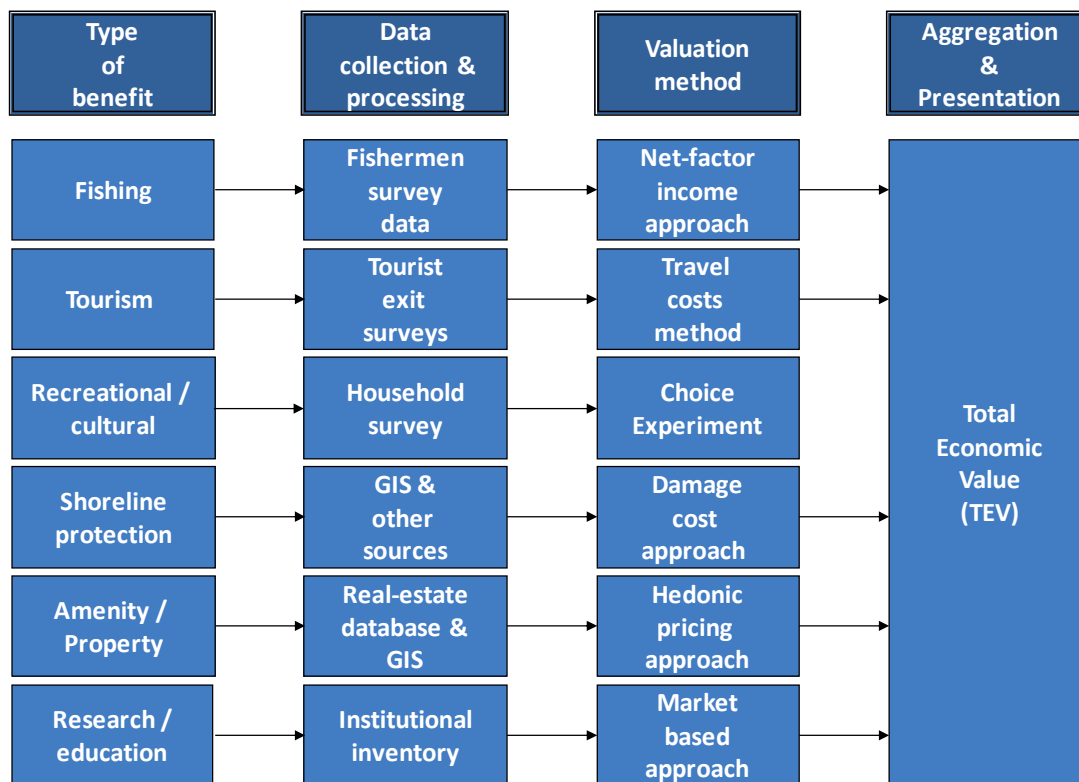 Type
of
benefit
Data
collection &
processing
Valuation
method
Aggregation
&
Presentation
Fishing
Fishermen
survey
data
Net-factor
income
approach
Tourism
Tourist
exit
surveys
Travel
costs
method
Recreational /
cultural
Household
survey
Choice
Experiment
Shoreline
protection
GIS &
other
sources
Damage
cost
approach
Amenity /
Property
Real-estate
database &
GIS
Hedonic
pricing
approach
Research /
education
Institutional
inventory
Market
based
approach
Total
Economic
Value
(TEV)